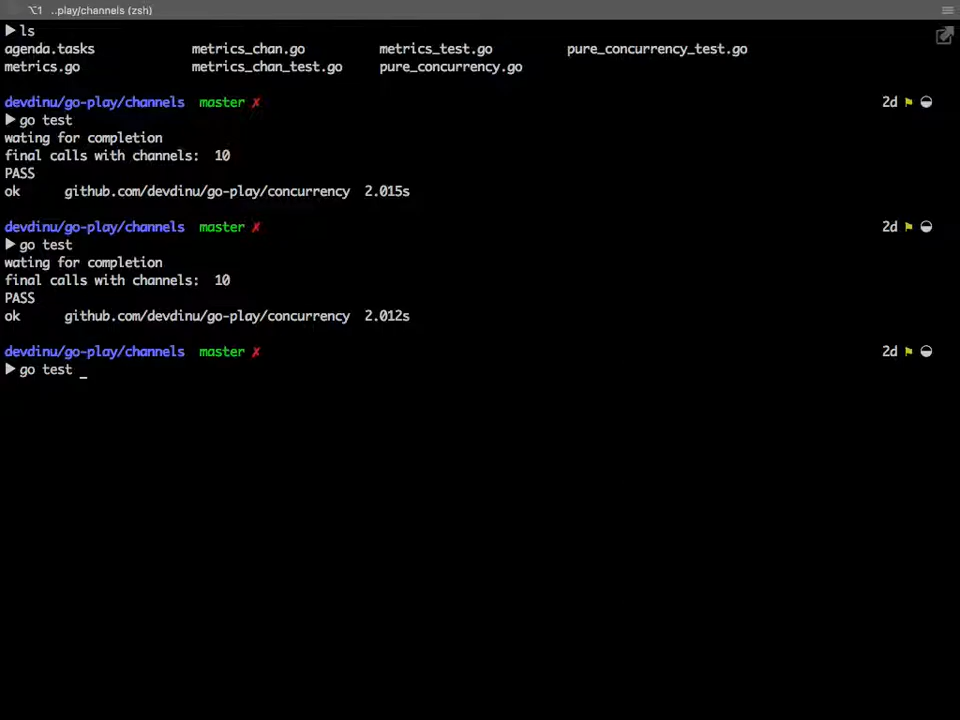 ⌥1 ..play/channels (zsh)
▶ ls
agenda.tasks metrics_chan.go metrics_test.go pure_concurrency_test.go
metrics.go metrics_chan_test.go pure_concurrency.go
devdinu/go-play/channels master ✗ 2d
▶ go test
wating for completion
final calls with channels: 10
PASS
ok github.com/devdinu/go-play/concurrency 2.015s
devdinu/go-play/channels master ✗ 2d
▶ go test
wating for completion
final calls with channels: 10
PASS
ok github.com/devdinu/go-play/concurrency 2.012s
devdinu/go-play/channels master ✗ 2d
▶ go test _